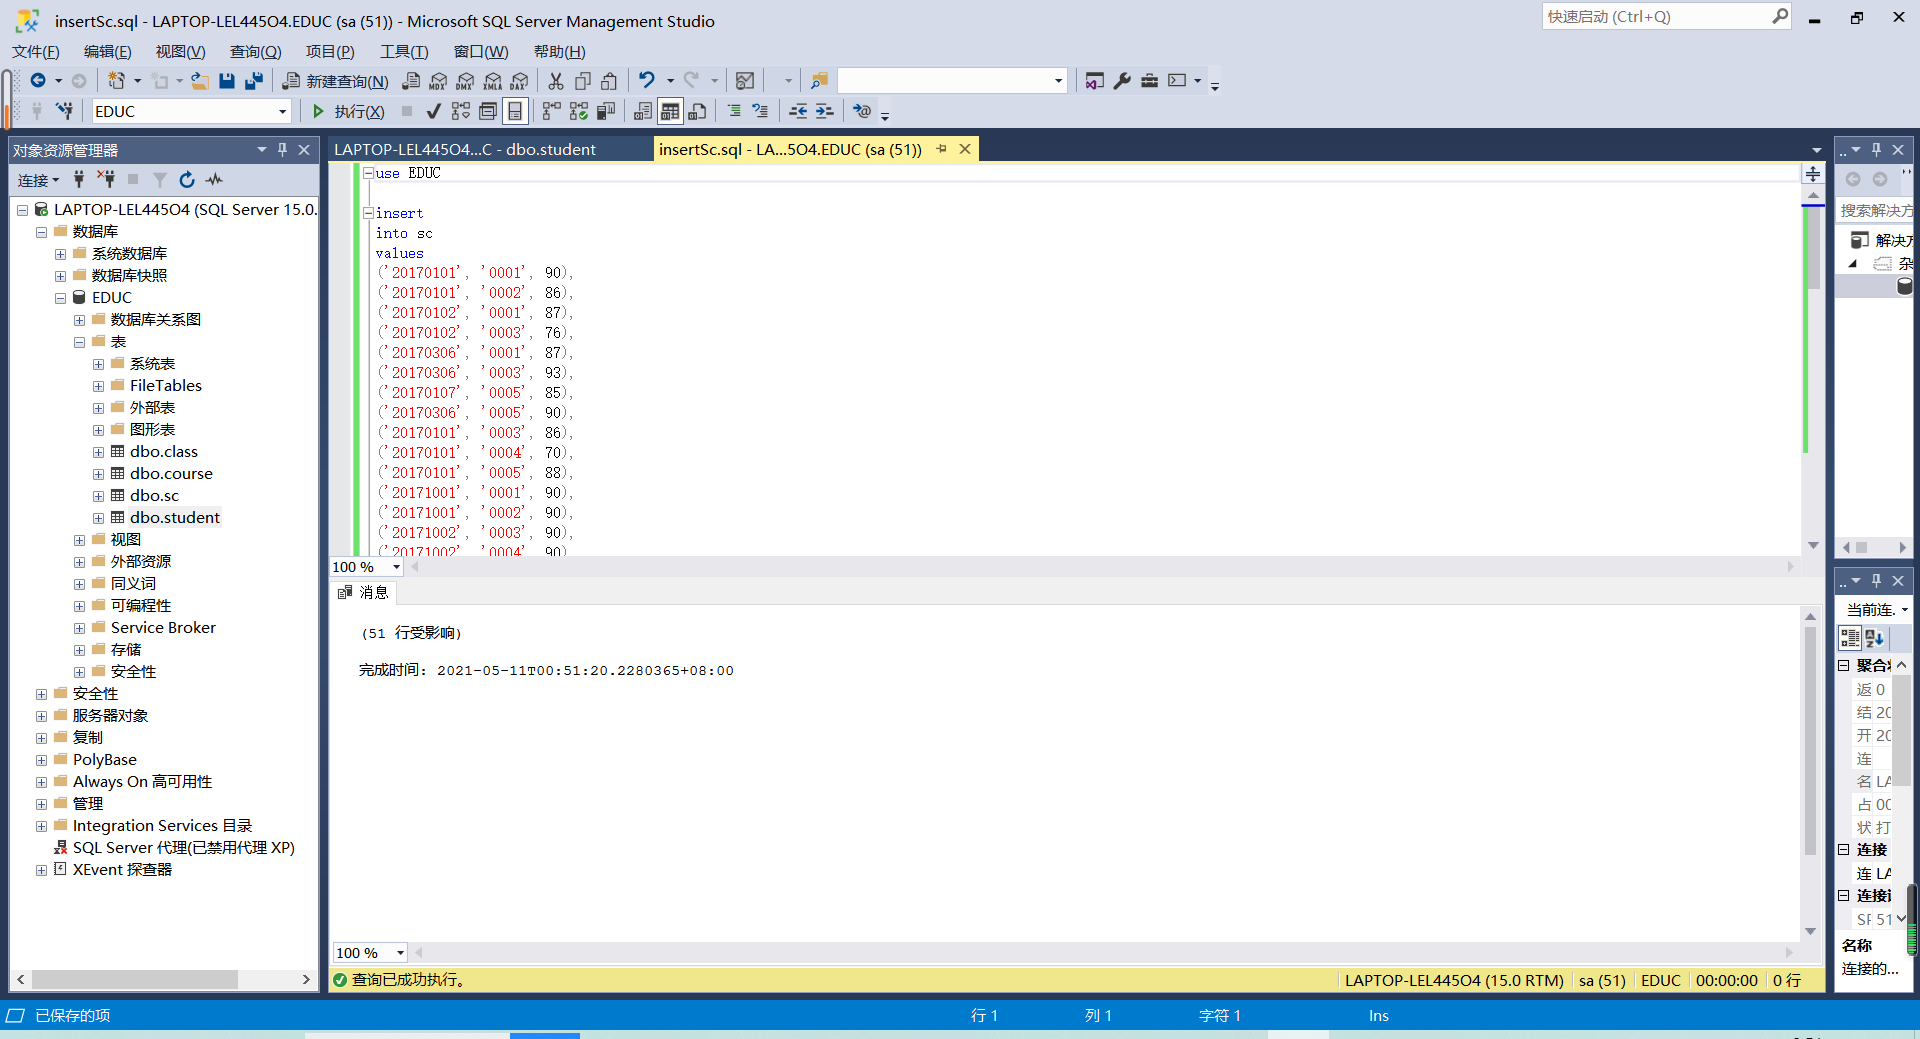 insertSc.sql - LAPTOP-LEL445O4.EDUC (sa (51)) - Microsoft SQL Server Management Studio
快速启动 (Ctrl+Q)
文件(F) 编辑(E) 视图(V) 查询(Q) 项目(P) 工具(T) 窗口(W) 帮助(H)
新建查询(N) MDX DMX XMLA DAX
EDUC 执行(X)
对象资源管理器
连接
LAPTOP-LEL445O4 (SQL Server 15.0.
数据库
系统数据库
数据库快照
EDUC
数据库关系图
表
系统表
FileTables
外部表
图形表
dbo.class
dbo.course
dbo.sc
dbo.student
视图
外部资源
同义词
可编程性
Service Broker
存储
安全性
安全性
服务器对象
复制
PolyBase
Always On 高可用性
管理
Integration Services 目录
SQL Server 代理(已禁用代理 XP)
XEvent 探查器
LAPTOP-LEL445O4...C - dbo.student
insertSc.sql - LA...5O4.EDUC (sa (51))
use EDUC
insert
into sc
values
('20170101', '0001', 90),
('20170101', '0002', 86),
('20170102', '0001', 87),
('20170102', '0003', 76),
('20170306', '0001', 87),
('20170306', '0003', 93),
('20170107', '0005', 85),
('20170306', '0005', 90),
('20170101', '0003', 86),
('20170101', '0004', 70),
('20170101', '0005', 88),
('20171001', '0001', 90),
('20171001', '0002', 90),
('20171002', '0003', 90),
('20171002', '0004', 90)
100 %
消息
(51 行受影响)
完成时间: 2021-05-11T00:51:20.2280365+08:00
100 %
查询已成功执行。
LAPTOP-LEL445O4 (15.0 RTM) sa (51) EDUC 00:00:00 0 行
搜索解决方
解决方
杂
当前连.
聚合
返 0
结 20
开 20
连
名 LA
占 00
状 打
连接
连 LA
连接
SF 51
名称
连接的...
已保存的项
行 1 列 1 字符 1 Ins